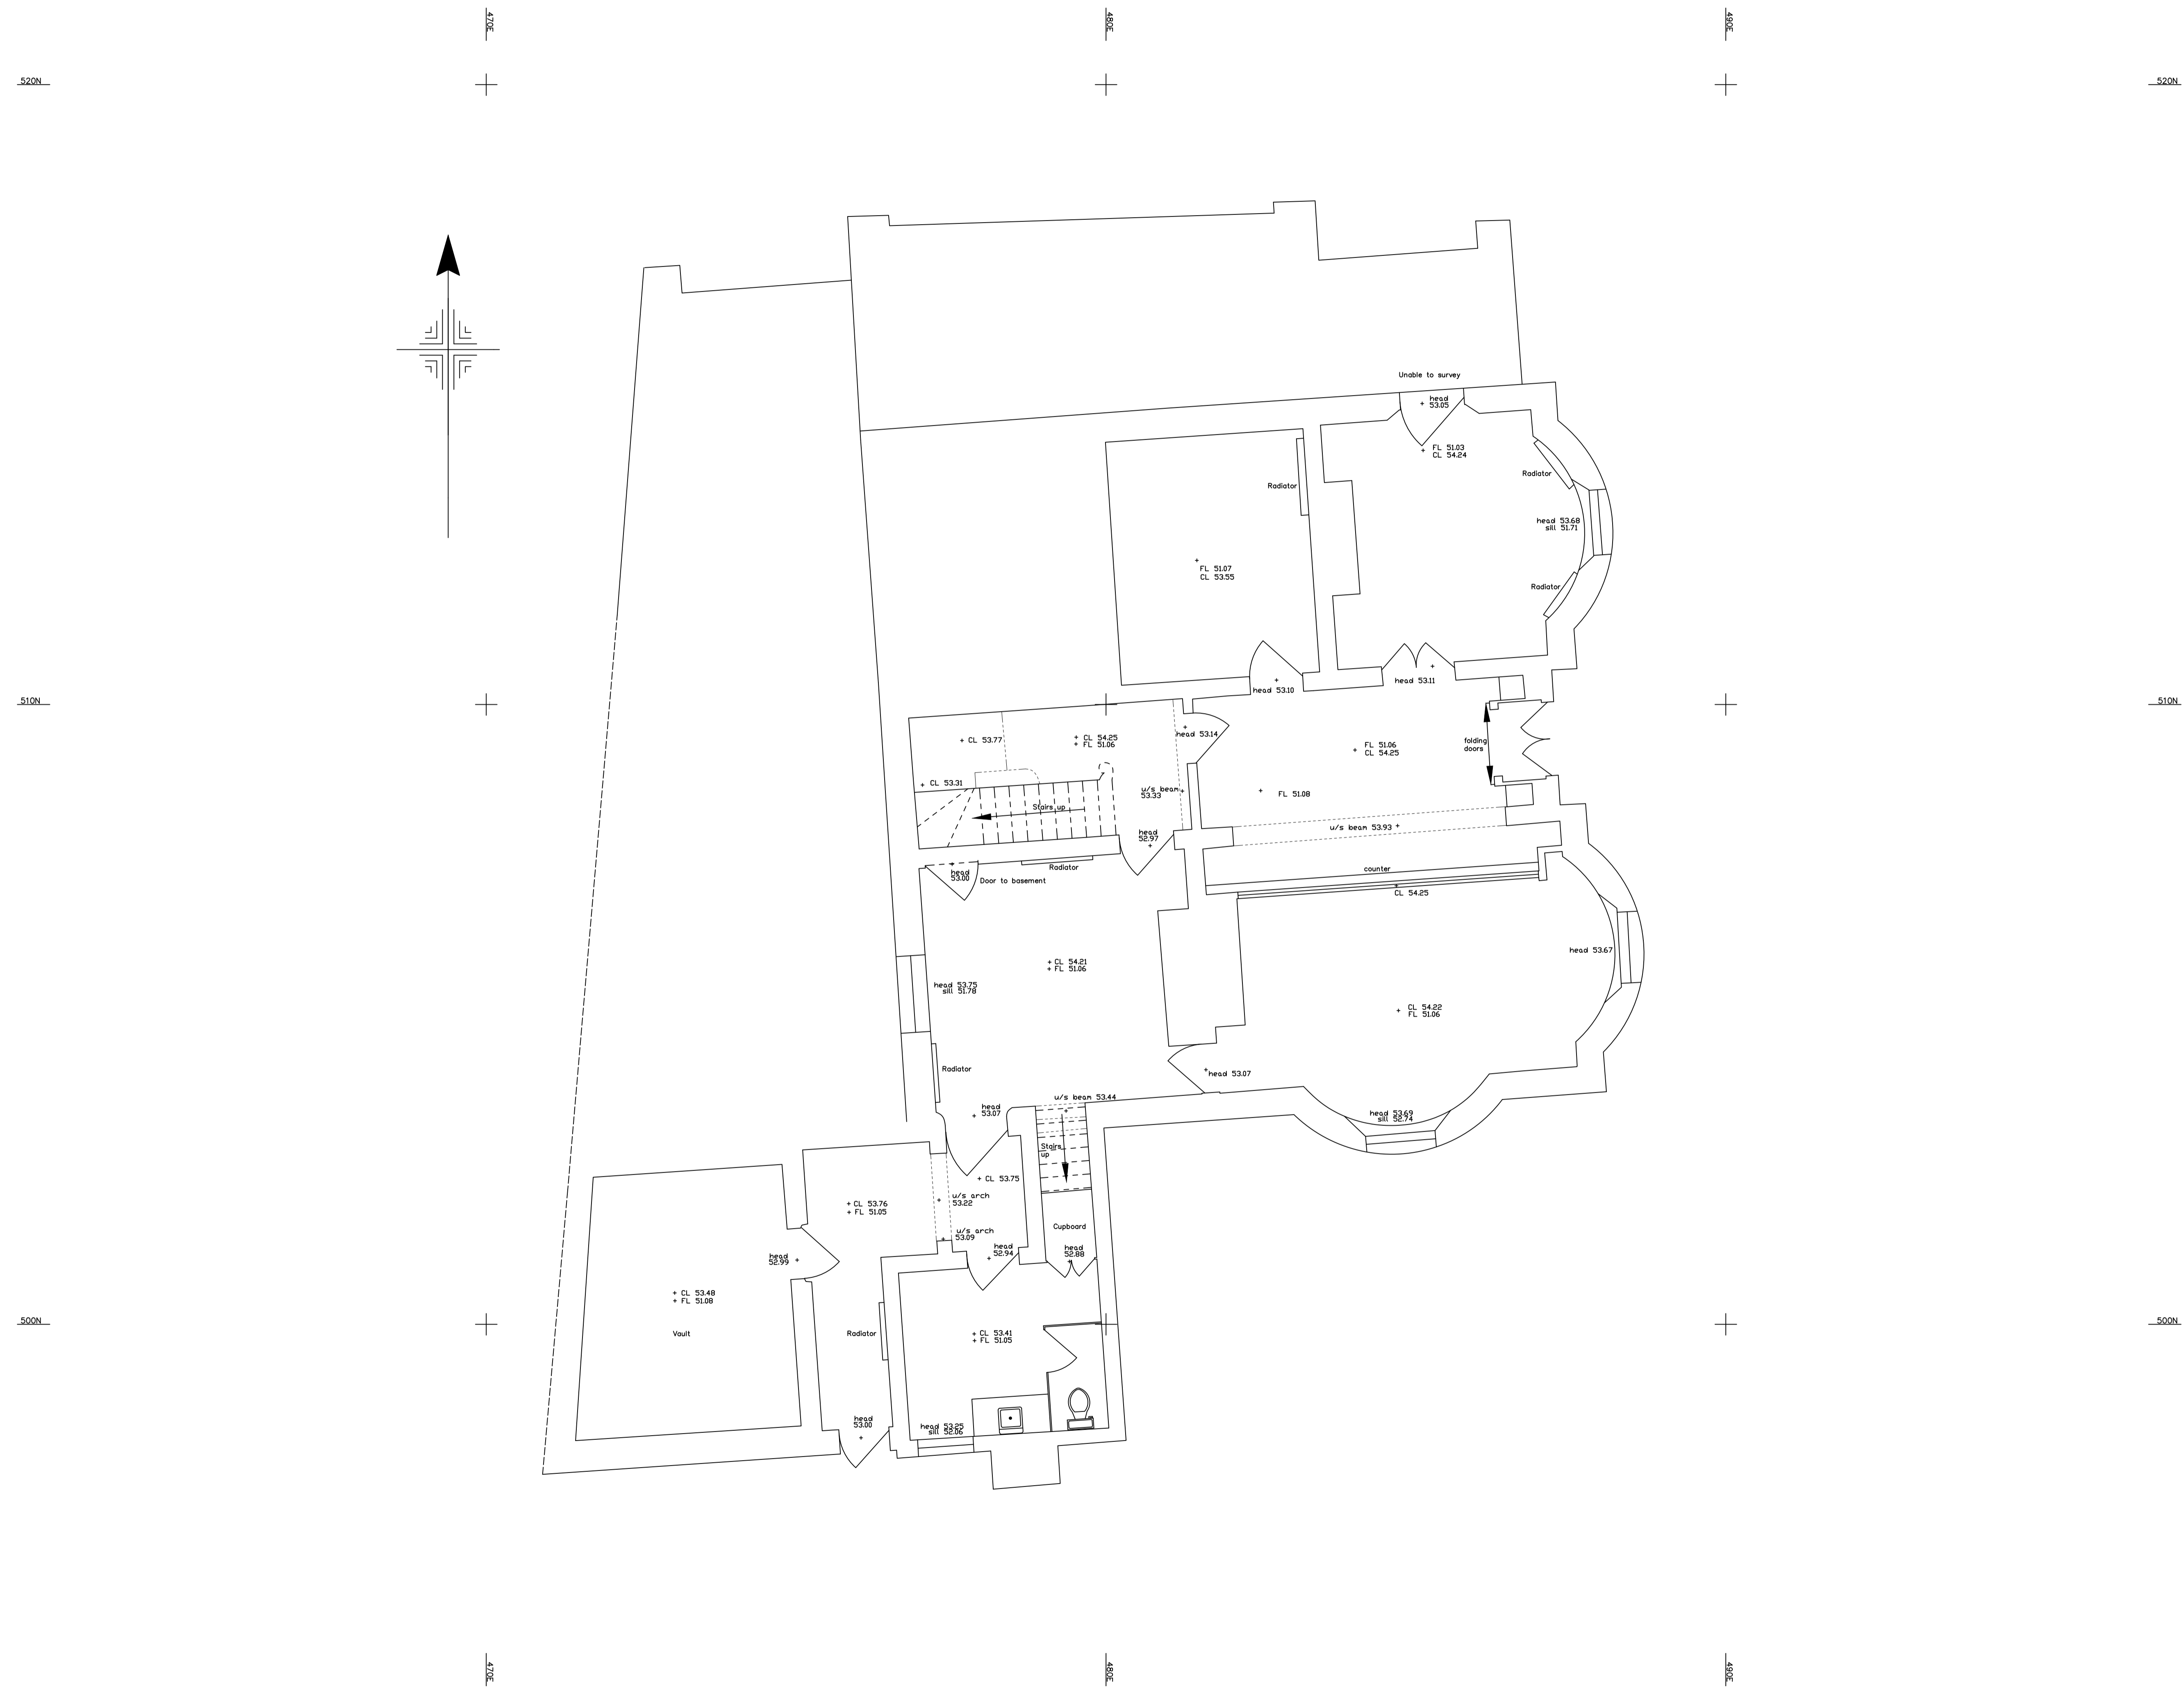 470E
480E
490E
520N
520N
Unable to survey
head
53.05
FL 51.03
CL 54.24
Radiator
Radiator
head 53.68
sill 51.71
FL 51.07
CL 53.55
Radiator
head 53.10
head 53.11
510N
510N
CL 53.77
CL 54.25
FL 51.06
head 53.14
FL 51.06
CL 54.25
folding
doors
CL 53.31
u/s beam
53.33
FL 51.08
Stairs up
head
52.97
u/s beam 53.93
head
53.00
Door to basement
Radiator
counter
CL 54.25
head 53.67
CL 54.21
FL 51.06
head 53.75
sill 51.78
CL 54.22
FL 51.06
Radiator
head 53.07
head
53.07
u/s beam 53.44
head 53.69
sill 52.74
Stairs
up
CL 53.75
CL 53.76
FL 51.05
u/s arch
53.22
u/s arch
53.09
Cupboard
head
52.99
head
52.94
head
52.88
CL 53.48
FL 51.08
Vault
Radiator
CL 53.41
FL 51.05
500N
500N
head
53.00
head 53.25
sill 52.06
470E
480E
490E